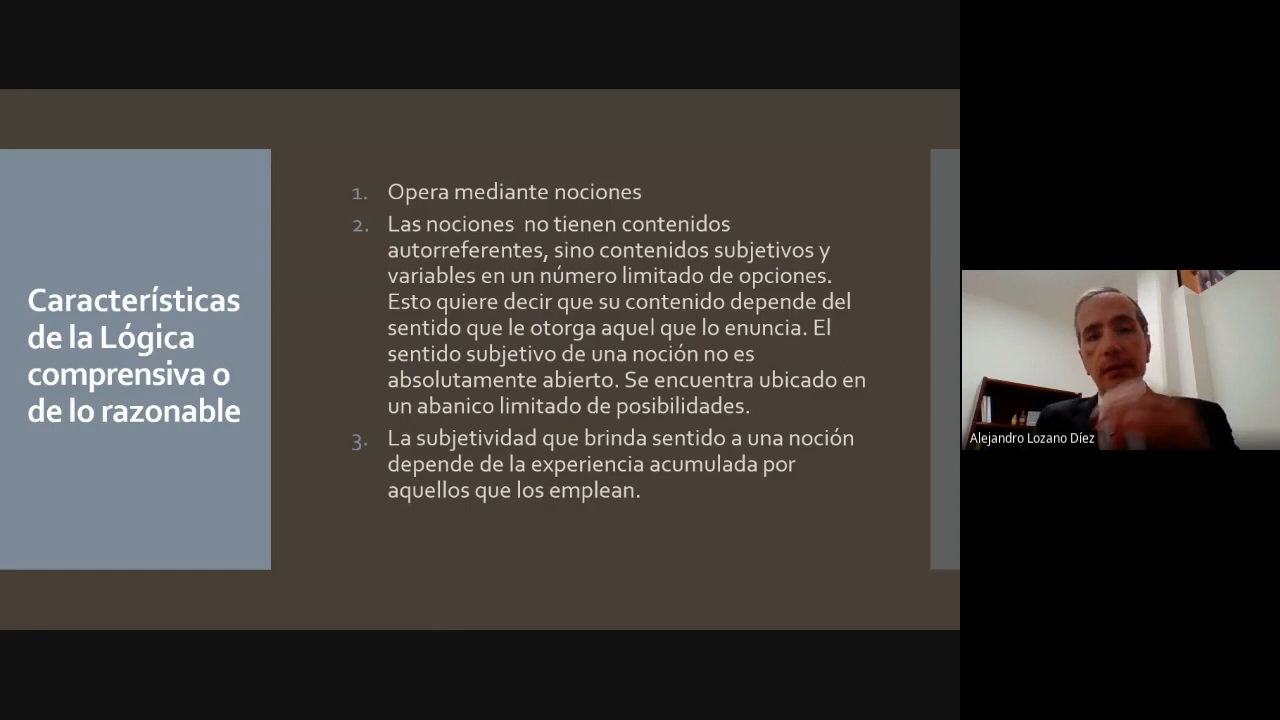 Características
de la Lógica
comprensiva o
de lo razonable
1. Opera mediante nociones
2. Las nociones no tienen contenidos
autorreferentes, sino contenidos subjetivos y
variables en un número limitado de opciones.
Esto quiere decir que su contenido depende del
sentido que le otorga aquel que lo enuncia. El
sentido subjetivo de una noción no es
absolutamente abierto. Se encuentra ubicado en
un abanico limitado de posibilidades.
3. La subjetividad que brinda sentido a una noción
depende de la experiencia acumulada por
aquellos que los emplean.
Alejandro Lozano Díez